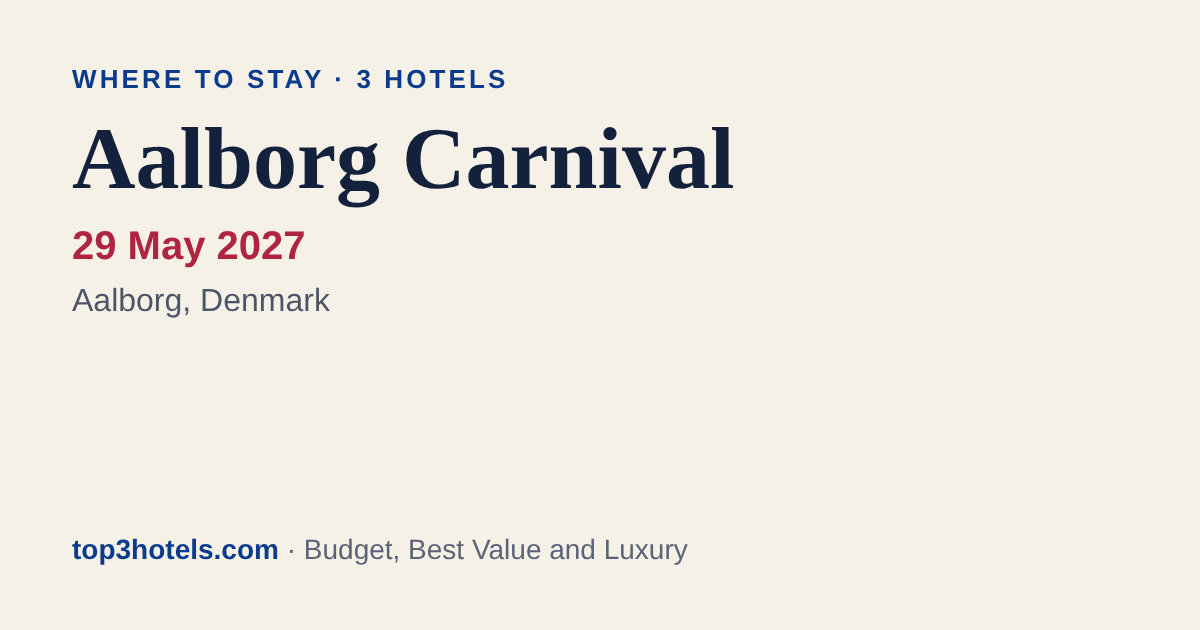 WHERE TO STAY · 3 HOTELS
Aalborg Carnival
29 May 2027
Aalborg, Denmark
top3hotels.com · Budget, Best Value and Luxury